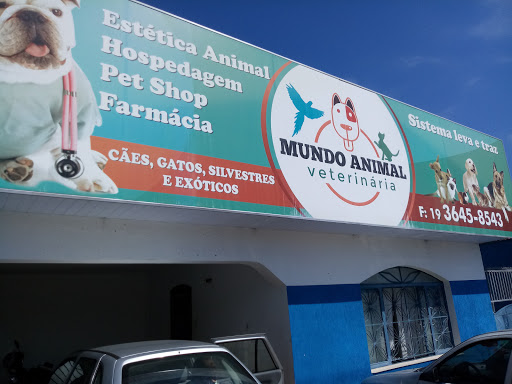 Estética Animal
Hospedagem
Pet Shop
Farmácia
CÃES, GATOS, SILVESTRES
E EXÓTICOS
MUNDO ANIMAL
veterinária
Sistema leva e traz
F: 19 3645-8543